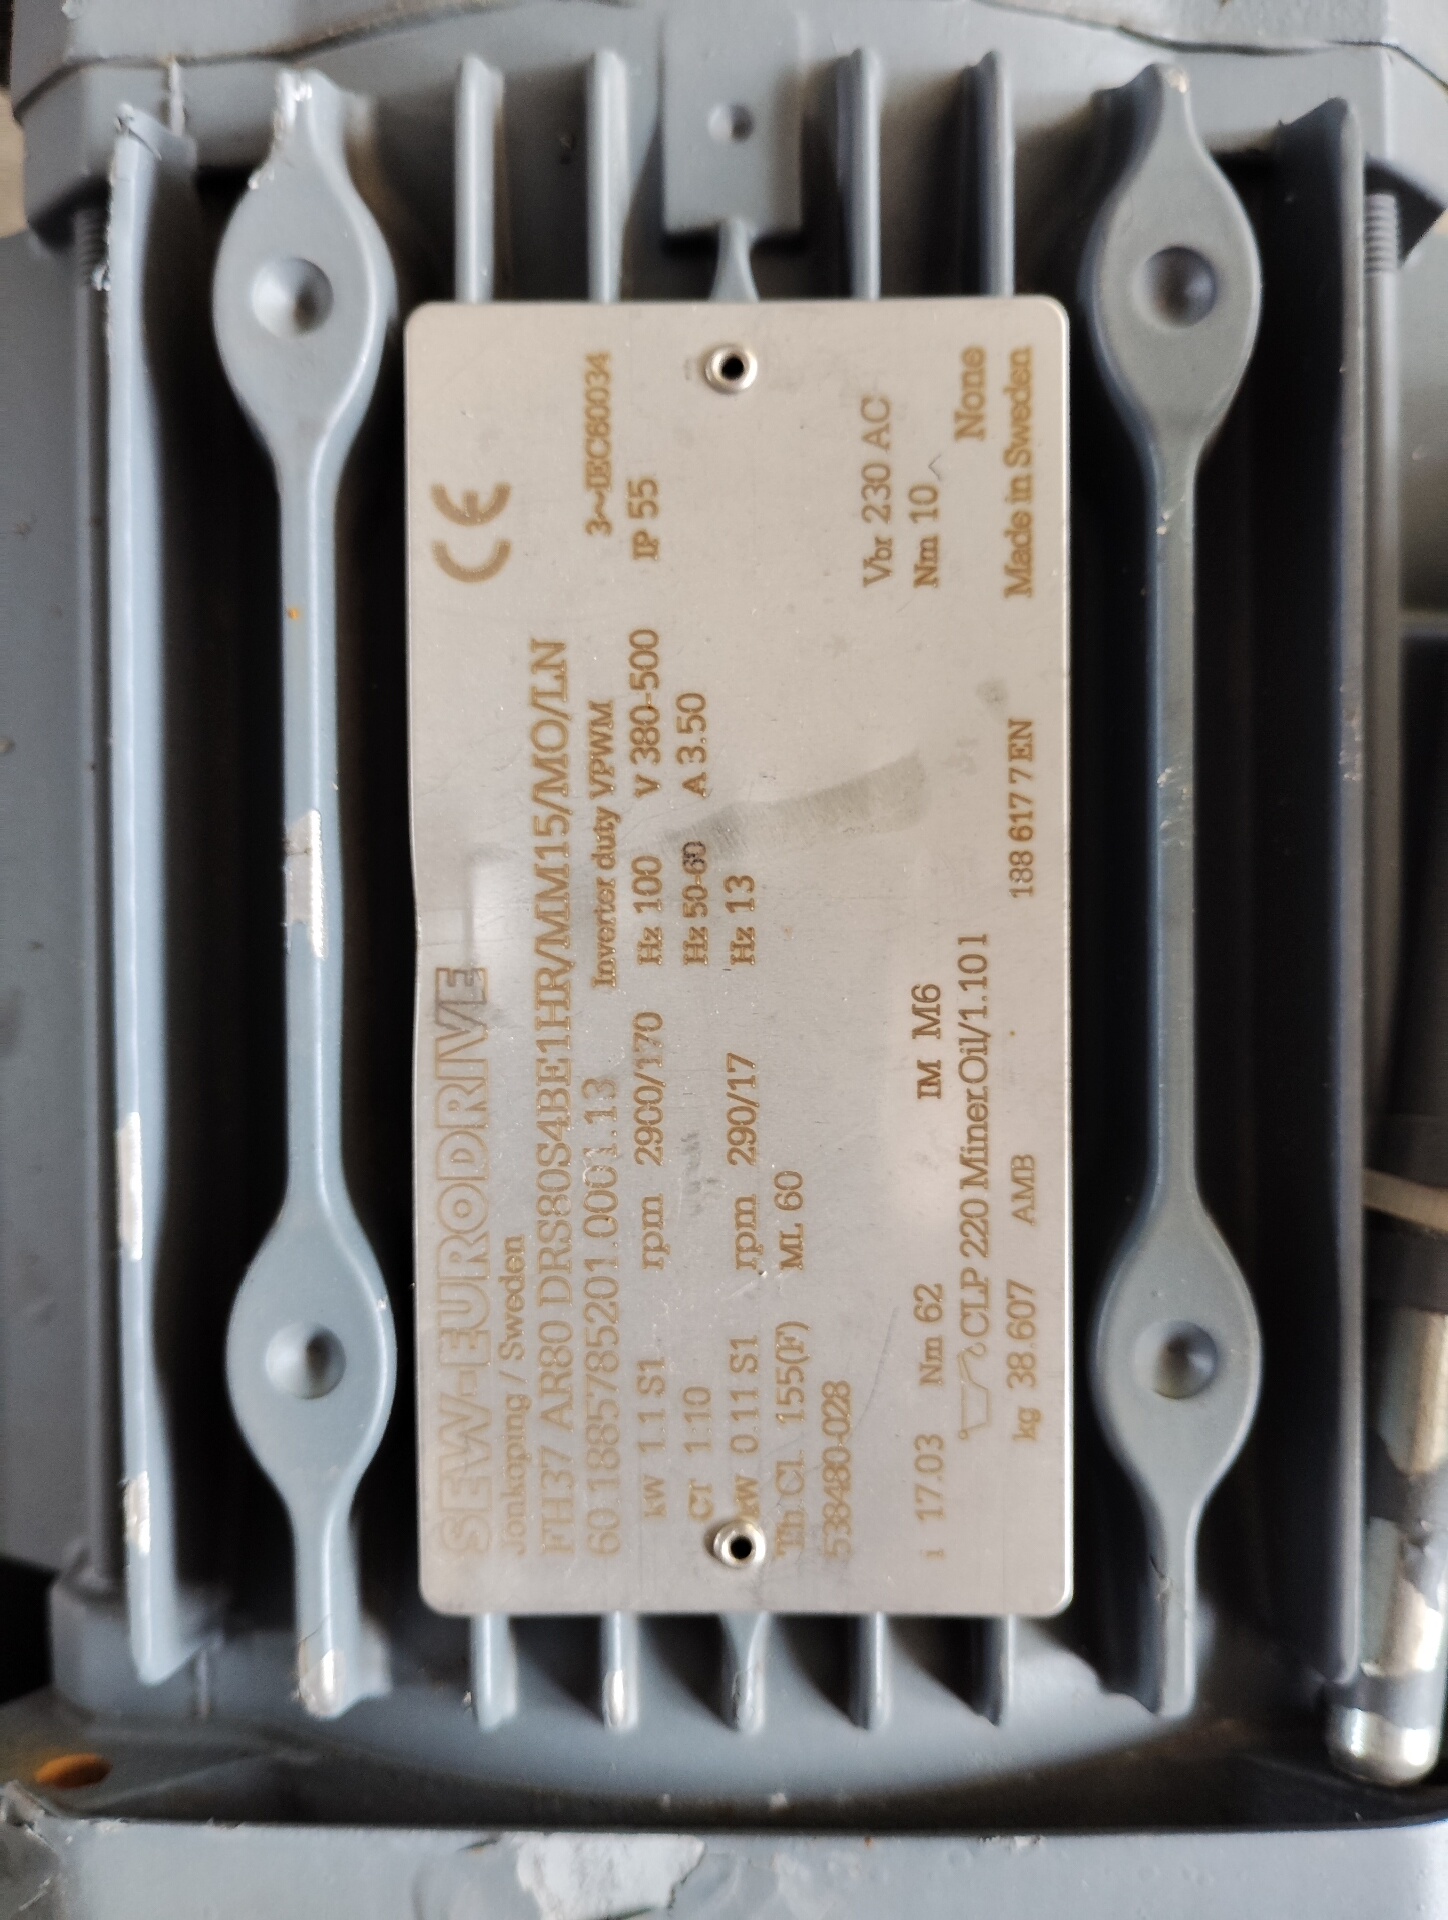 SEW-EURODRIVE CE
Jonkoping / Sweden
FH37 AR80 DRS80S4BE1HR/MM15/MO/LN
60.1885785201.0001.13 Inverter duty VPWM 3~IEC60034
kW 1.1 S1 rpm 2900/170 Hz 100 V 380-500 IP 55
CT 1:10 Hz 50-60 A 3.50
kW 0.11 S1 rpm 290/17 Hz 13
Th.Cl. 155(F) ML 60
538480-028
Vbr 230 AC
i 17.03 Nm 62 IM M6 Nm 10
CLP 220 Miner.Oil/1.10 l None
kg 38.607 AMB 188 617 7 EN Made in Sweden